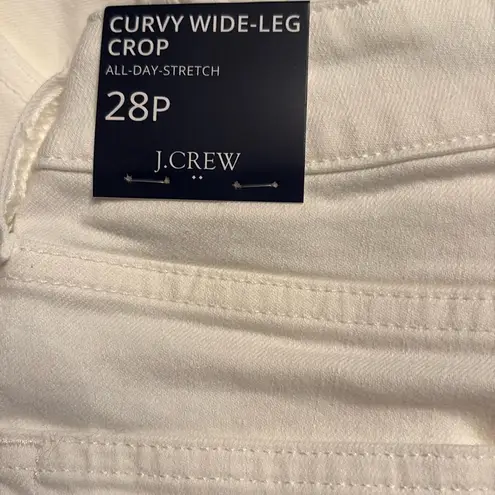 CURVY WIDE-LEG
CROP
ALL-DAY-STRETCH
28P
J.CREW